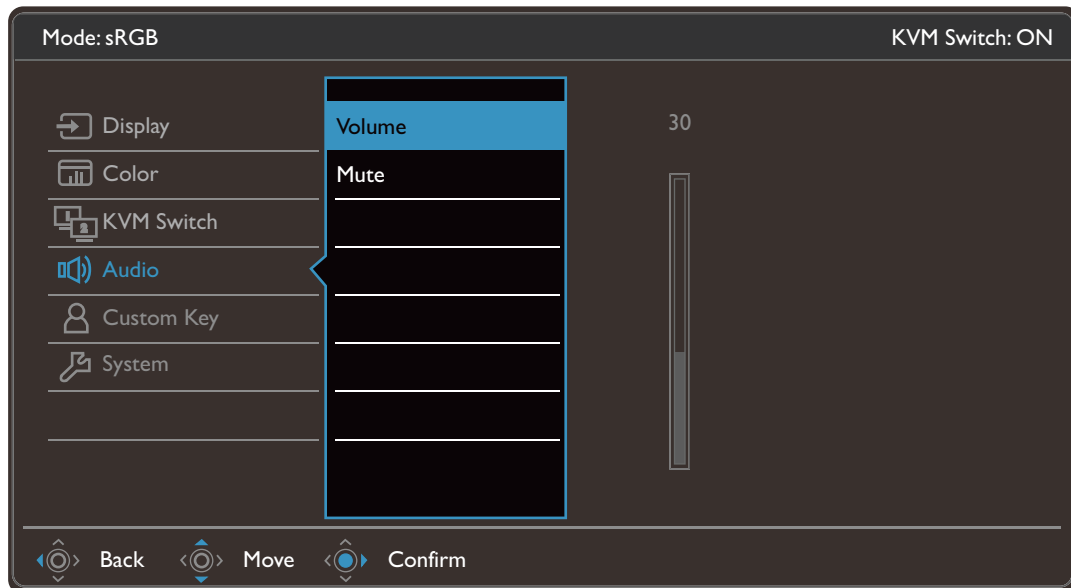 Mode: sRGB KVM Switch: ON
Display
Color
KVM Switch
Audio
Custom Key
System
Volume
Mute
30
Back Move Confirm